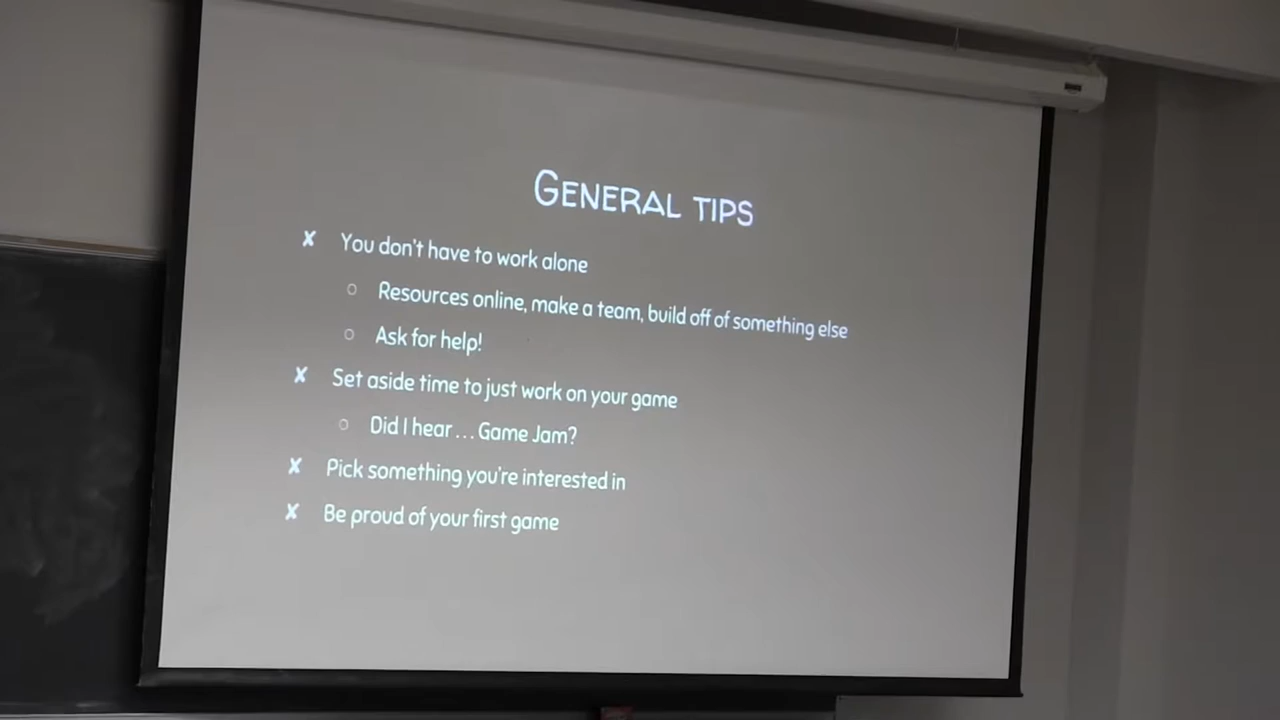 GENERAL TIPS
✘ You don't have to work alone
○ Resources online, make a team, build off of something else
○ Ask for help!
✘ Set aside time to just work on your game
○ Did I hear... Game Jam?
✘ Pick something you're interested in
✘ Be proud of your first game